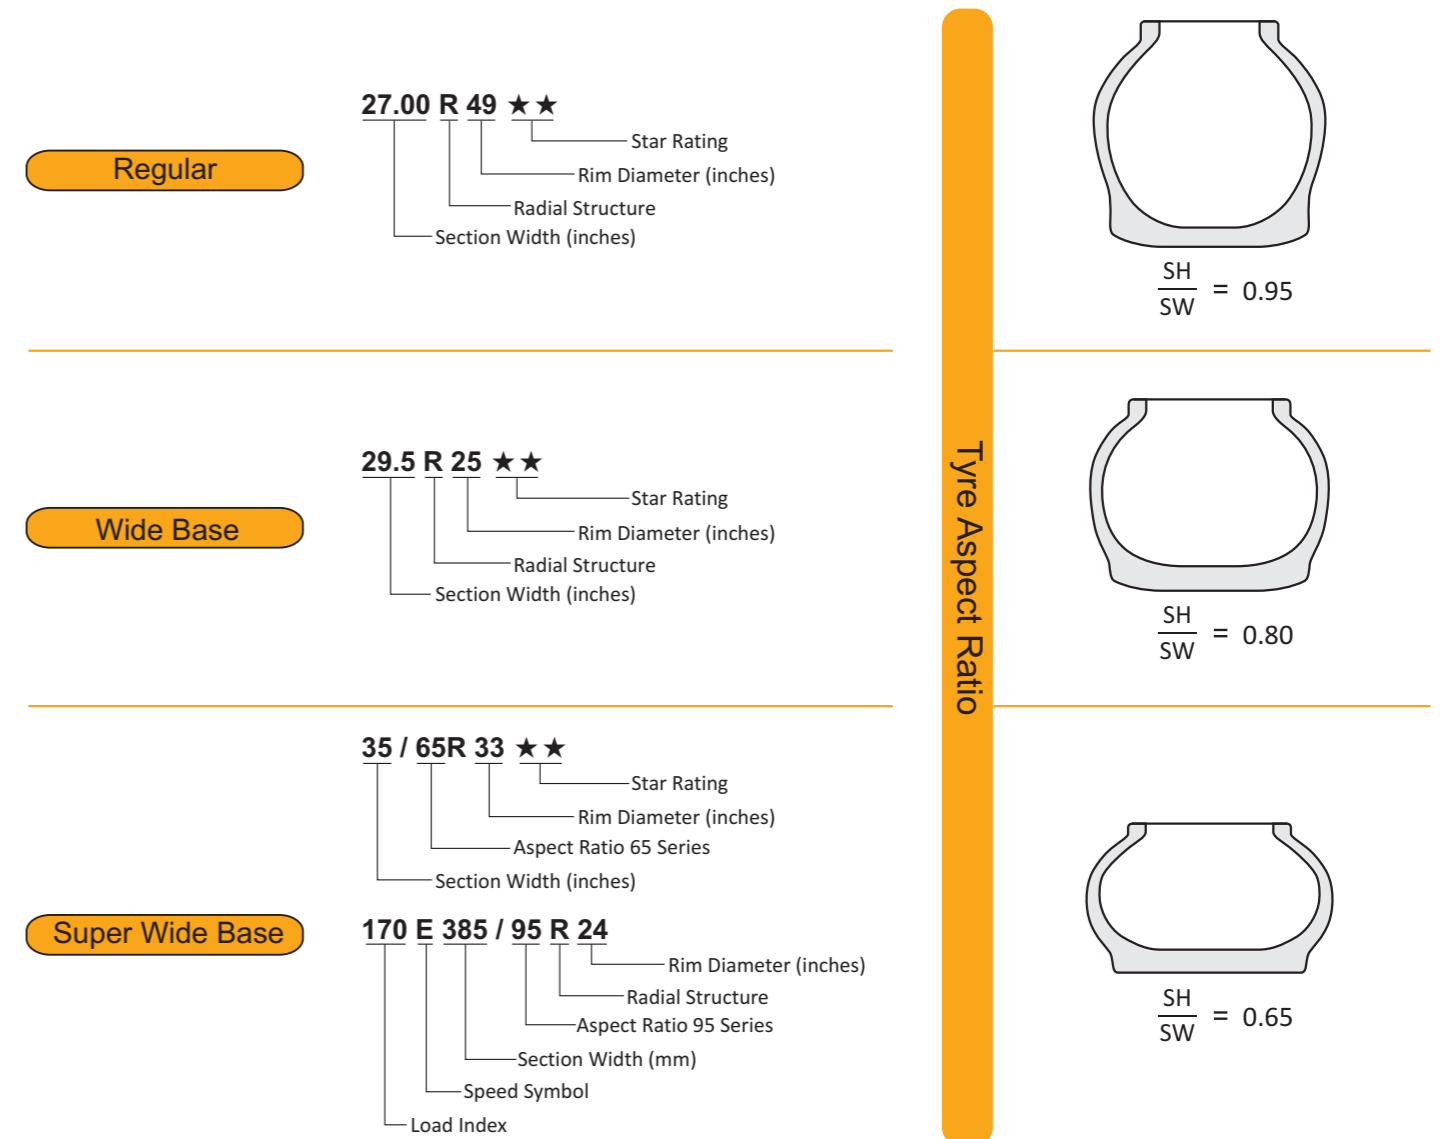 Regular
27.00 R 49 ★★
Star Rating
Rim Diameter (inches)
Radial Structure
Section Width (inches)
SH
SW
= 0.95
Wide Base
29.5 R 25 ★★
Star Rating
Rim Diameter (inches)
Radial Structure
Section Width (inches)
SH
SW
= 0.80
Tyre Aspect Ratio
Super Wide Base
35 / 65R 33 ★★
Star Rating
Rim Diameter (inches)
Aspect Ratio 65 Series
Section Width (inches)
170 E 385 / 95 R 24
Rim Diameter (inches)
Radial Structure
Aspect Ratio 95 Series
Section Width (mm)
Speed Symbol
Load Index
SH
SW
= 0.65